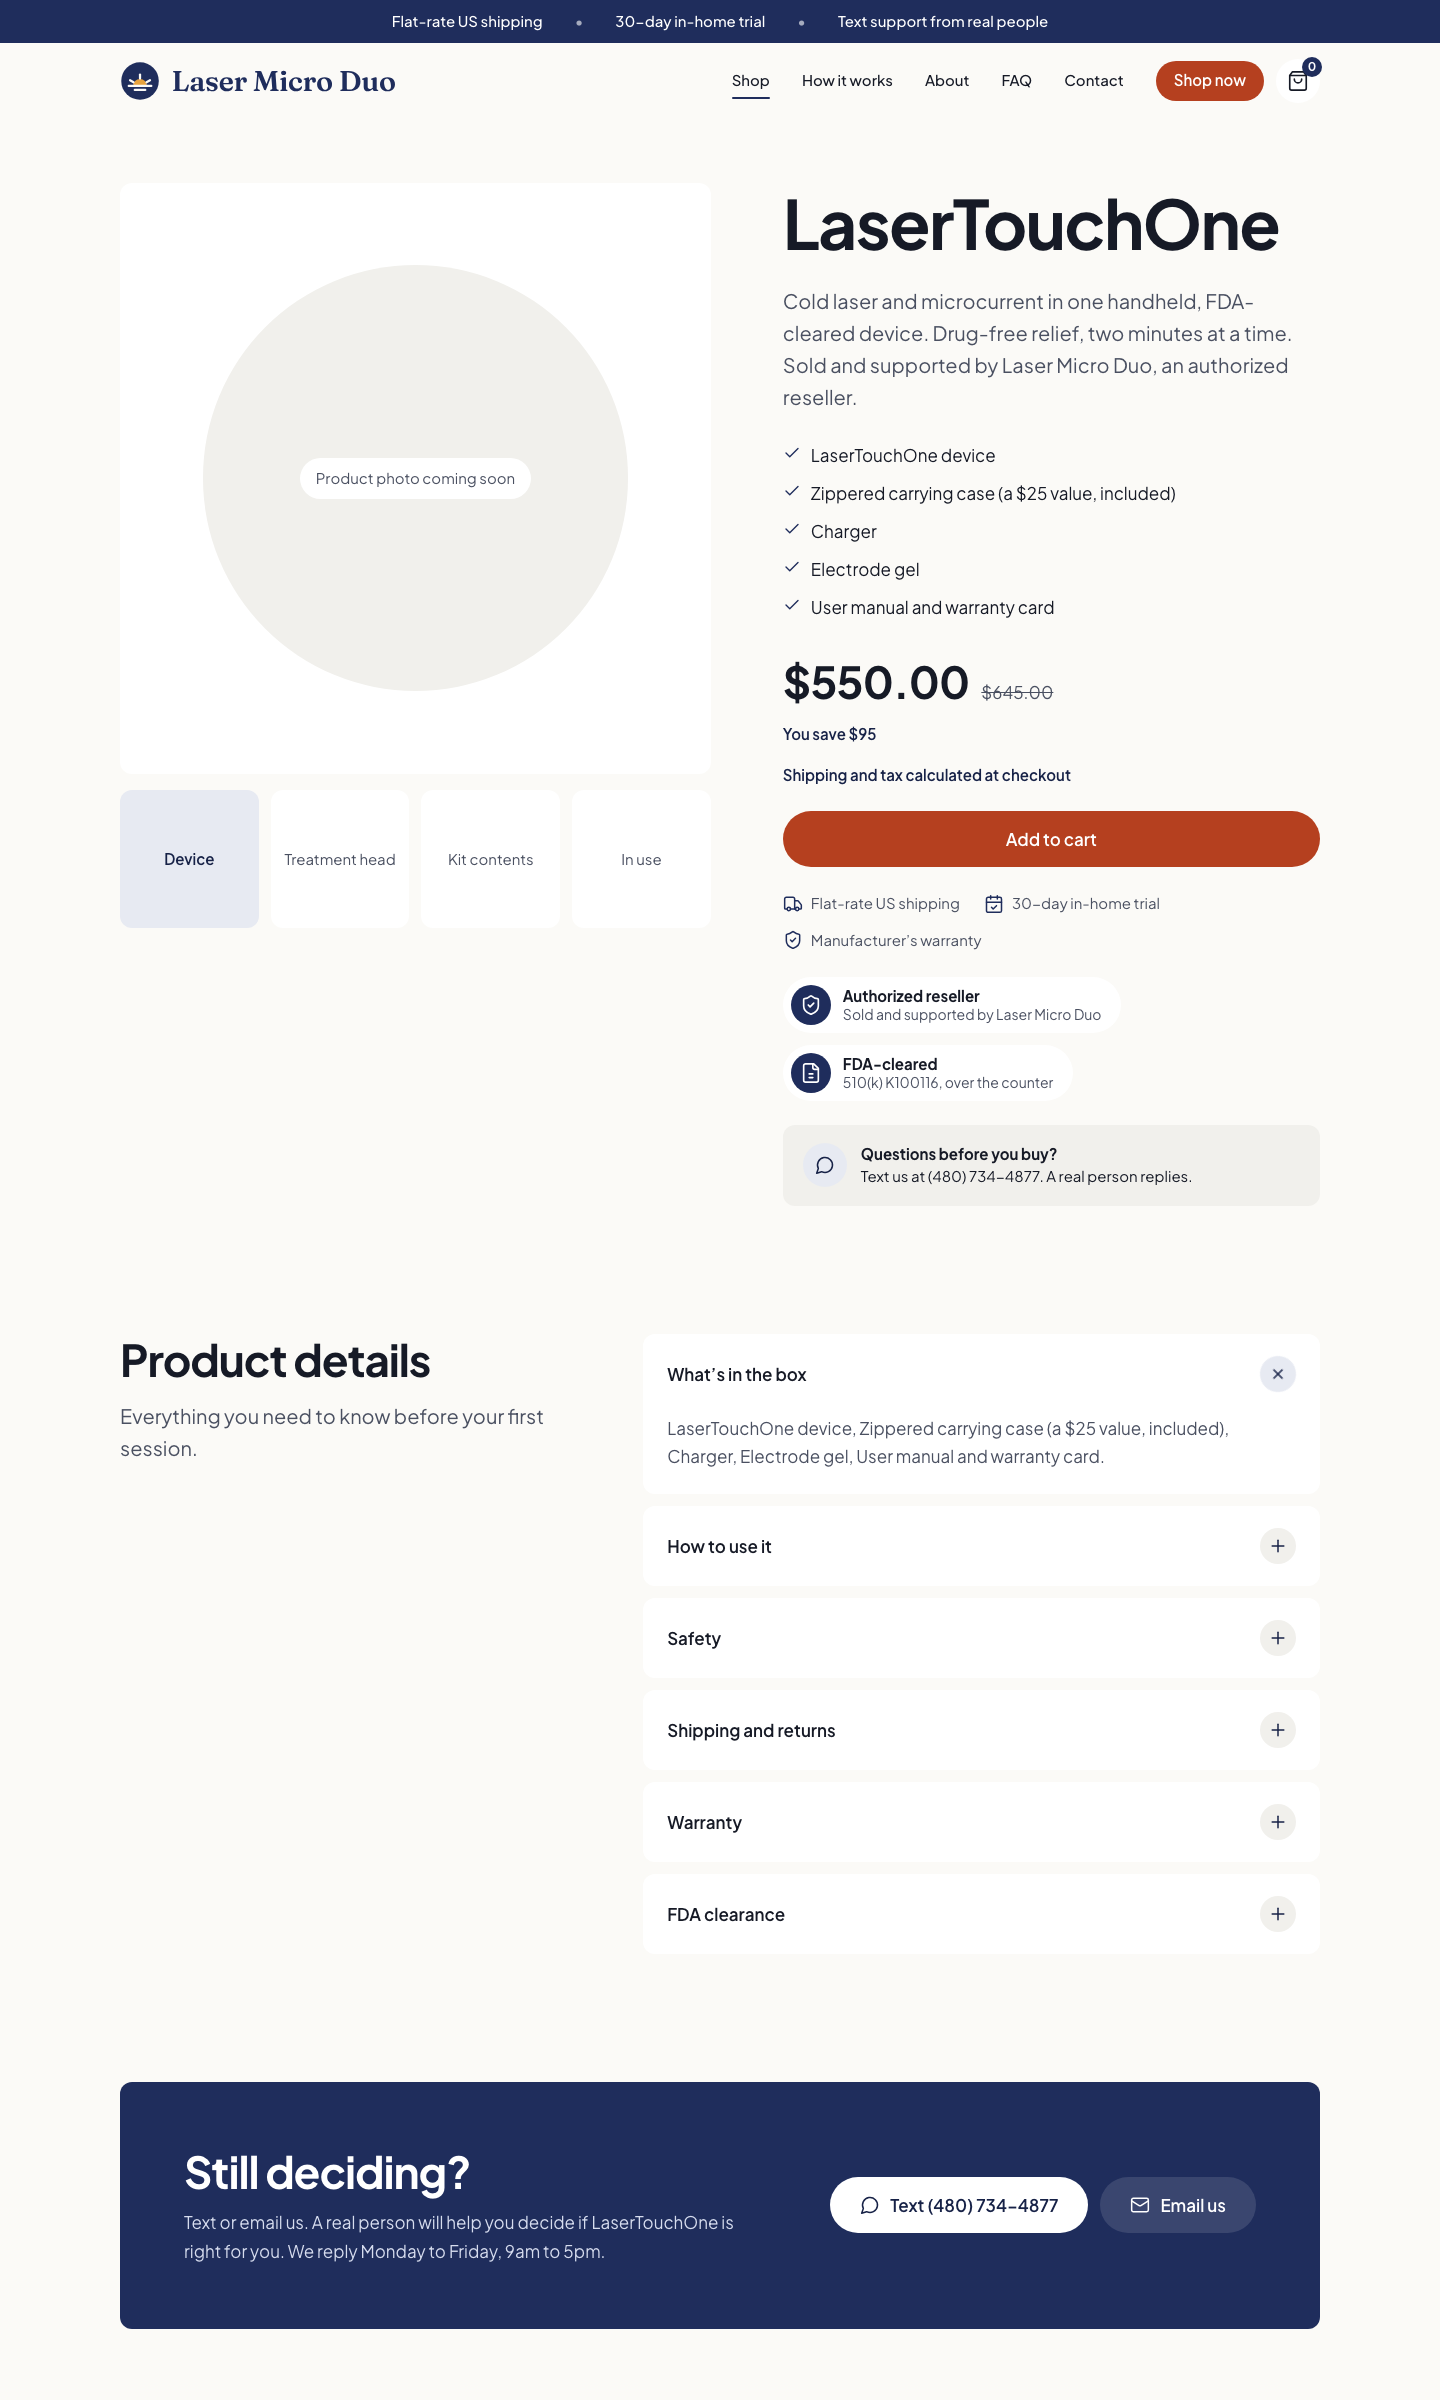 Flat-rate US shipping • 30-day in-home trial • Text support from real people
Laser Micro Duo
Shop How it works About FAQ Contact Shop now 0
LaserTouchOne
Cold laser and microcurrent in one handheld, FDA-
cleared device. Drug-free relief, two minutes at a time.
Sold and supported by Laser Micro Duo, an authorized
reseller.
Product photo coming soon
LaserTouchOne device
Zippered carrying case (a $25 value, included)
Charger
Electrode gel
User manual and warranty card
$550.00 $645.00
You save $95
Shipping and tax calculated at checkout
Add to cart
Device Treatment head Kit contents In use
Flat-rate US shipping 30-day in-home trial
Manufacturer's warranty
Authorized reseller
Sold and supported by Laser Micro Duo
FDA-cleared
510(k) K100116, over the counter
Questions before you buy?
Text us at (480) 734-4877. A real person replies.
Product details
Everything you need to know before your first
session.
What's in the box
LaserTouchOne device, Zippered carrying case (a $25 value, included),
Charger, Electrode gel, User manual and warranty card.
How to use it
Safety
Shipping and returns
Warranty
FDA clearance
Still deciding?
Text or email us. A real person will help you decide if LaserTouchOne is
right for you. We reply Monday to Friday, 9am to 5pm.
Text (480) 734-4877 Email us